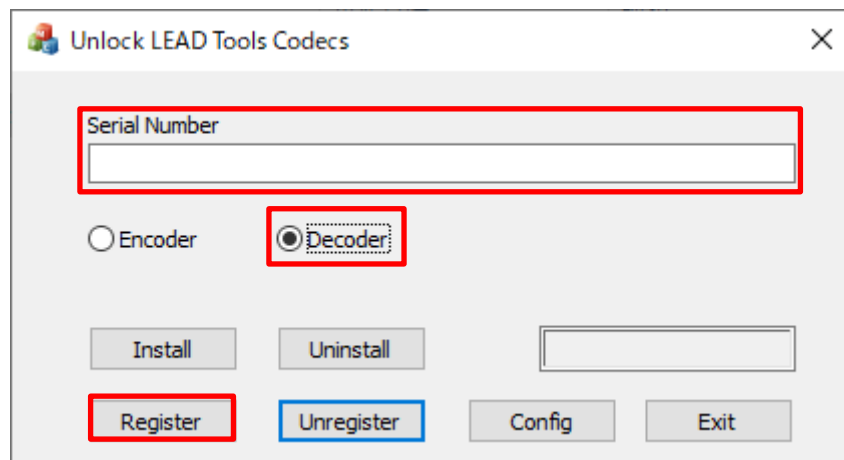 Unlock LEAD Tools Codecs
Serial Number
Encoder Decoder
Install Uninstall
Register Unregister Config Exit